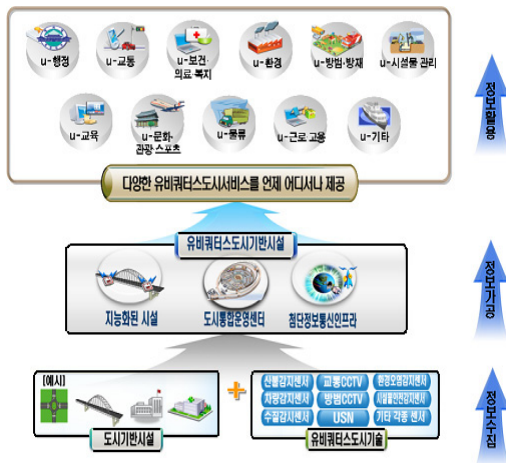 u-행정
u-교통
u-보건·
의료·복지
u-환경
u-방범·방재
u-시설물 관리
u-교육
u-문화·
관광·스포츠
u-물류
u-근로·고용
u-기타
다양한 유비쿼터스도시서비스를 언제 어디서나 제공
정보활용
유비쿼터스도시기반시설
지능화된 시설
도시통합운영센터
첨단정보통신인프라
정보가공
[예시]
도시기반시설
+
산불감지센서
교통CCTV
환경오염감지센서
차량감지센서
방범CCTV
시설물안전감지센서
수질감지센서
USN
기타 각종 센서
유비쿼터스도시기술
정보수집